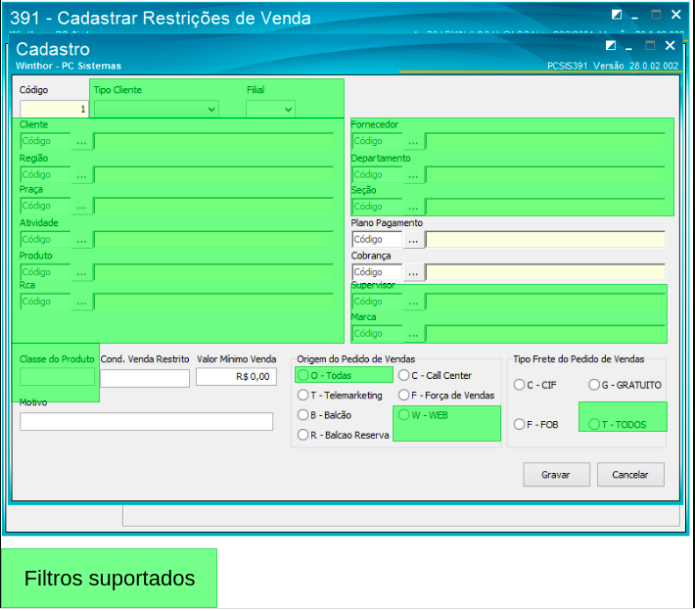 391 - Cadastrar Restrições de Venda
Cadastro
Winthor - PC Sistemas
PCSIS391 Versão 28.0.02.002
Código
Tipo Cliente
Filial
1
Cliente
Fornecedor
Código ...
Código ...
Região
Departamento
Código ...
Código ...
Praça
Seção
Código ...
Código ...
Atividade
Plano Pagamento
Código ...
Código ...
Produto
Cobrança
Código ...
Código ...
Rca
Supervisor
Código ...
Código ...
Marca
Código ...
Classe do Produto
Cond. Venda Restrito
Valor Mínimo Venda
R$ 0,00
Motivo
Origem do Pedido de Vendas
O - Todas
C - Call Center
T - Telemarketing
F - Força de Vendas
B - Balcão
W - WEB
R - Balcao Reserva
Tipo Frete do Pedido de Vendas
C - CIF
G - GRATUITO
F - FOB
T - TODOS
Gravar
Cancelar
Filtros suportados